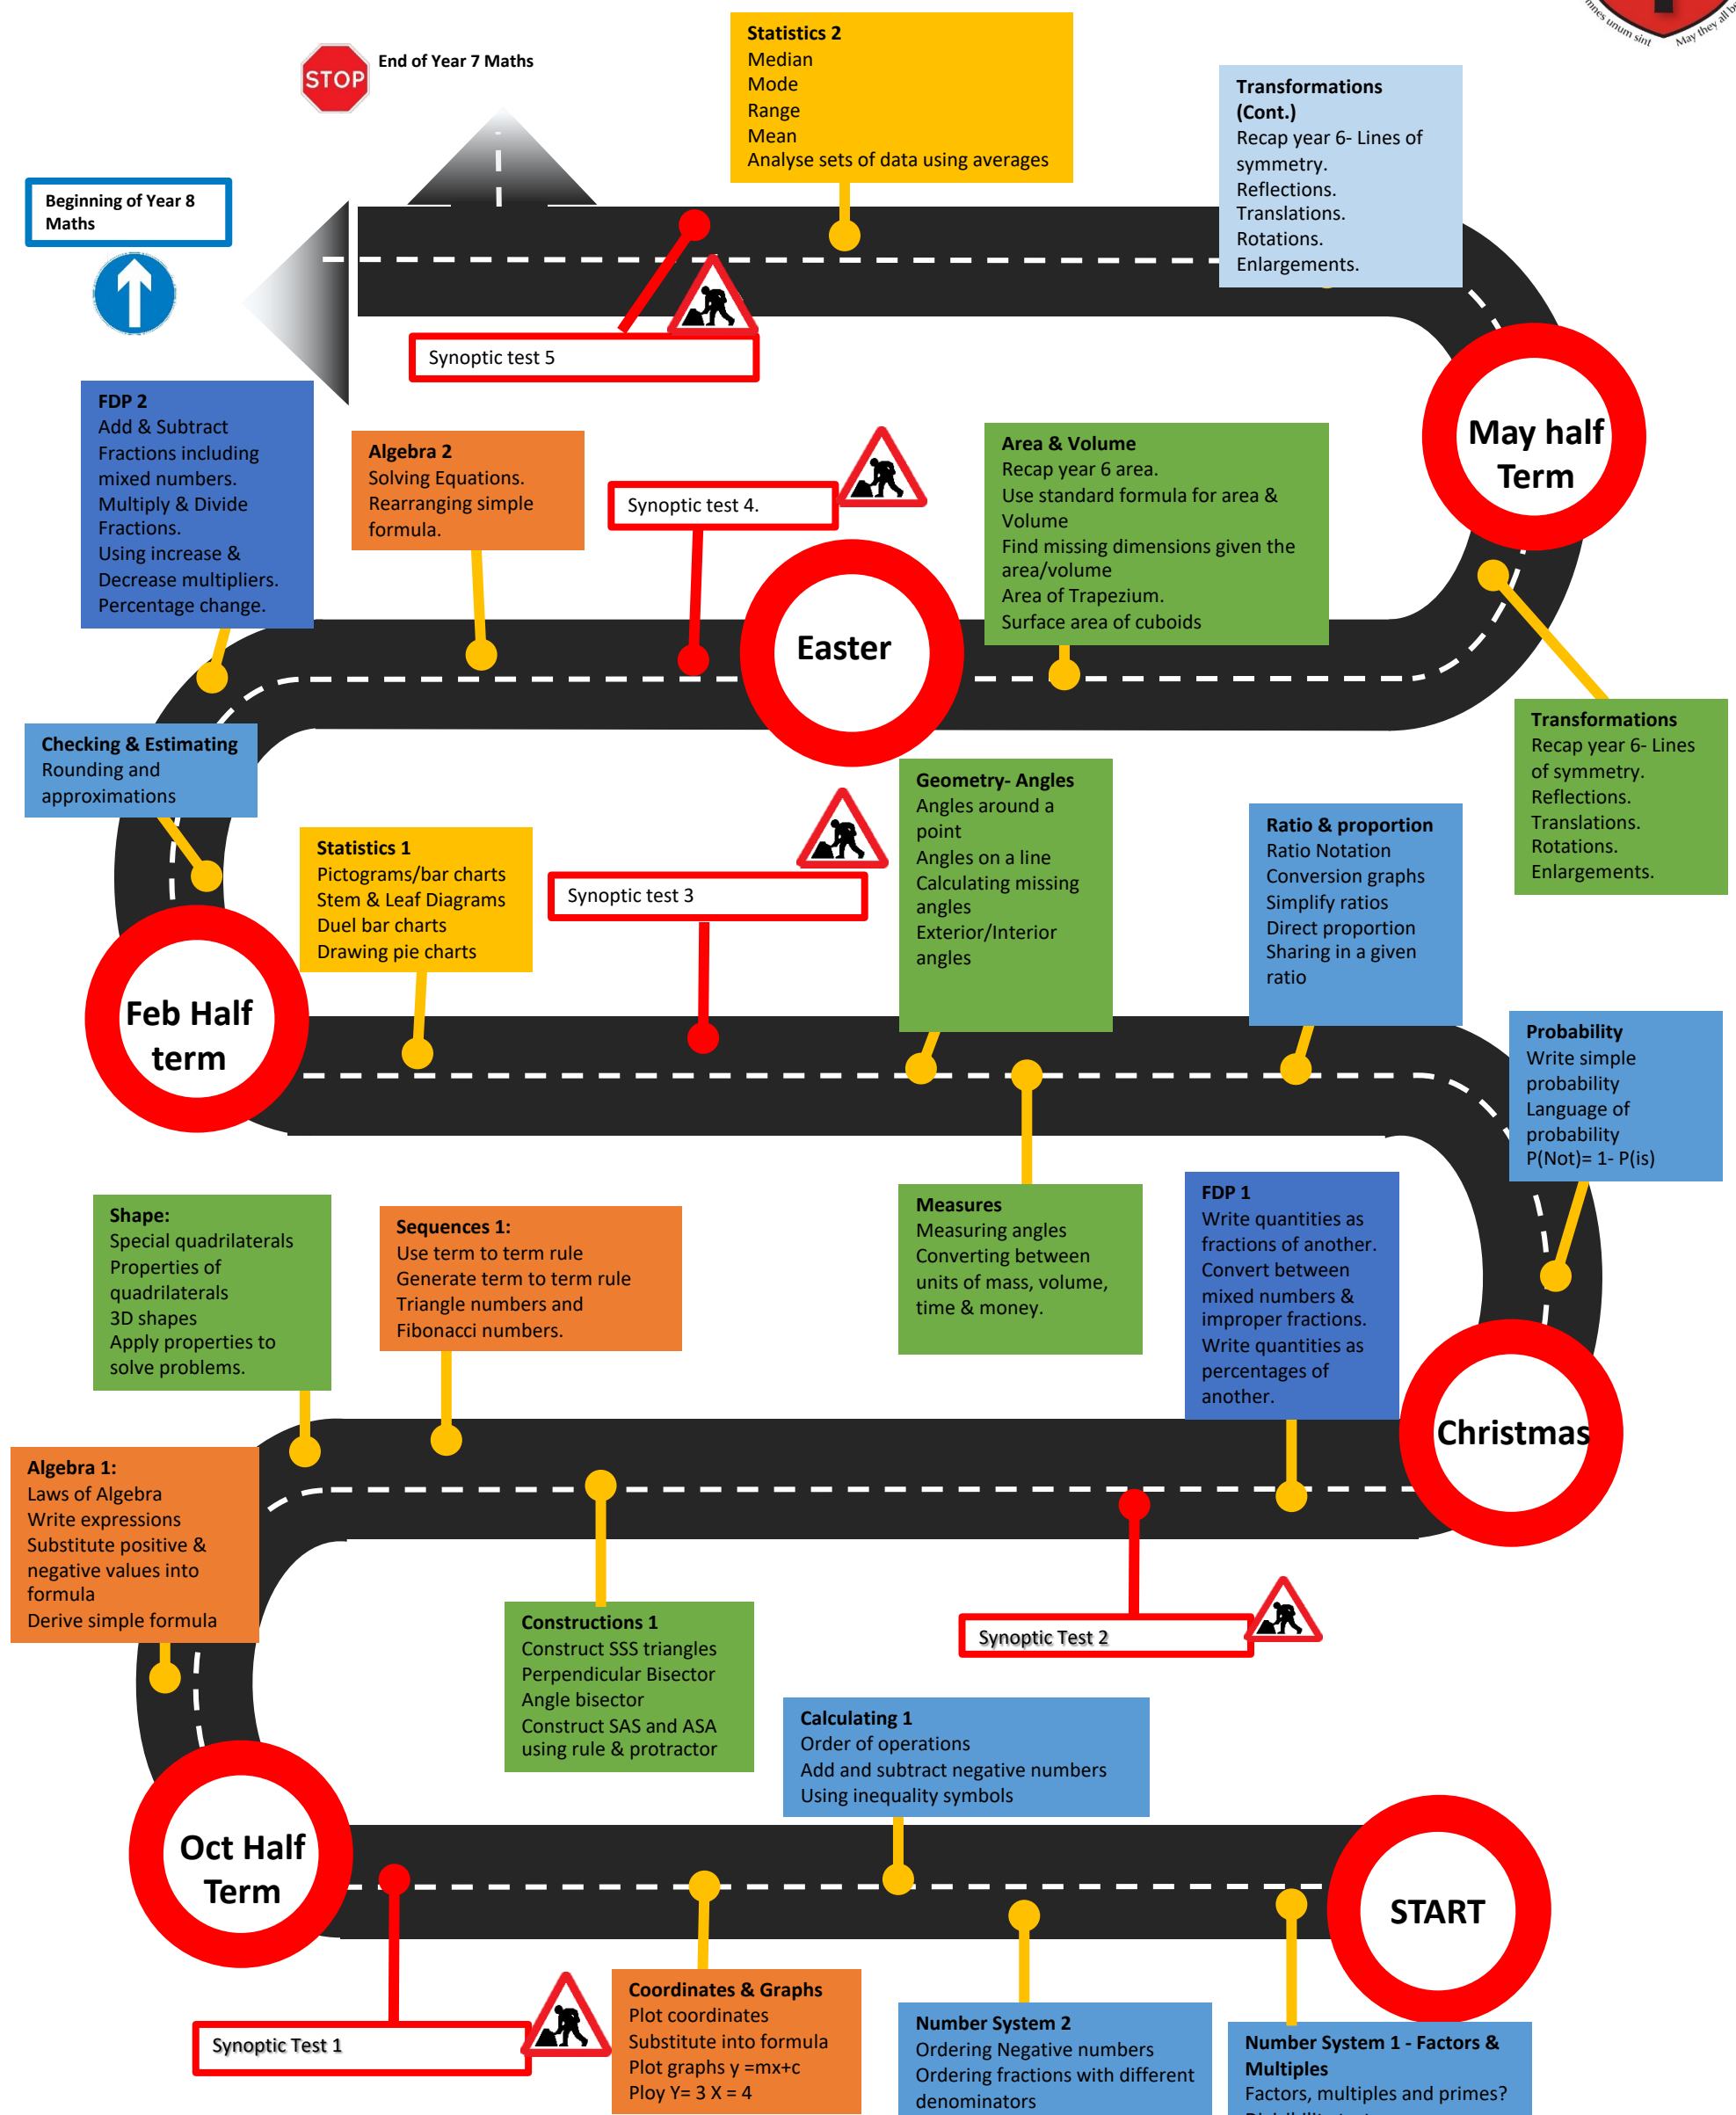 mnes unum sint
May they all b
STOP
End of Year 7 Maths
Statistics 2
Median
Mode
Range
Mean
Analyse sets of data using averages
Transformations
(Cont.)
Recap year 6- Lines of
symmetry.
Reflections.
Translations.
Rotations.
Enlargements.
Beginning of Year 8
Maths
Synoptic test 5
FDP 2
Add & Subtract
Fractions including
mixed numbers.
Multiply & Divide
Fractions.
Using increase &
Decrease multipliers.
Percentage change.
Algebra 2
Solving Equations.
Rearranging simple
formula.
Synoptic test 4.
Area & Volume
Recap year 6 area.
Use standard formula for area &
Volume
Find missing dimensions given the
area/volume
Area of Trapezium.
Surface area of cuboids
May half
Term
Easter
Transformations
Recap year 6- Lines
of symmetry.
Reflections.
Translations.
Rotations.
Enlargements.
Checking & Estimating
Rounding and
approximations
Statistics 1
Pictograms/bar charts
Stem & Leaf Diagrams
Duel bar charts
Drawing pie charts
Synoptic test 3
Geometry- Angles
Angles around a
point
Angles on a line
Calculating missing
angles
Exterior/Interior
angles
Ratio & proportion
Ratio Notation
Conversion graphs
Simplify ratios
Direct proportion
Sharing in a given
ratio
Feb Half
term
Probability
Write simple
probability
Language of
probability
P(Not)= 1- P(is)
Shape:
Special quadrilaterals
Properties of
quadrilaterals
3D shapes
Apply properties to
solve problems.
Sequences 1:
Use term to term rule
Generate term to term rule
Triangle numbers and
Fibonacci numbers.
Measures
Measuring angles
Converting between
units of mass, volume,
time & money.
FDP 1
Write quantities as
fractions of another.
Convert between
mixed numbers &
improper fractions.
Write quantities as
percentages of
another.
Christmas
Algebra 1:
Laws of Algebra
Write expressions
Substitute positive &
negative values into
formula
Derive simple formula
Constructions 1
Construct SSS triangles
Perpendicular Bisector
Angle bisector
Construct SAS and ASA
using rule & protractor
Synoptic Test 2
Calculating 1
Order of operations
Add and subtract negative numbers
Using inequality symbols
Oct Half
Term
START
Synoptic Test 1
Coordinates & Graphs
Plot coordinates
Substitute into formula
Plot graphs y =mx+c
Ploy Y= 3 X = 4
Number System 2
Ordering Negative numbers
Ordering fractions with different
denominators
Number System 1 - Factors &
Multiples
Factors, multiples and primes?